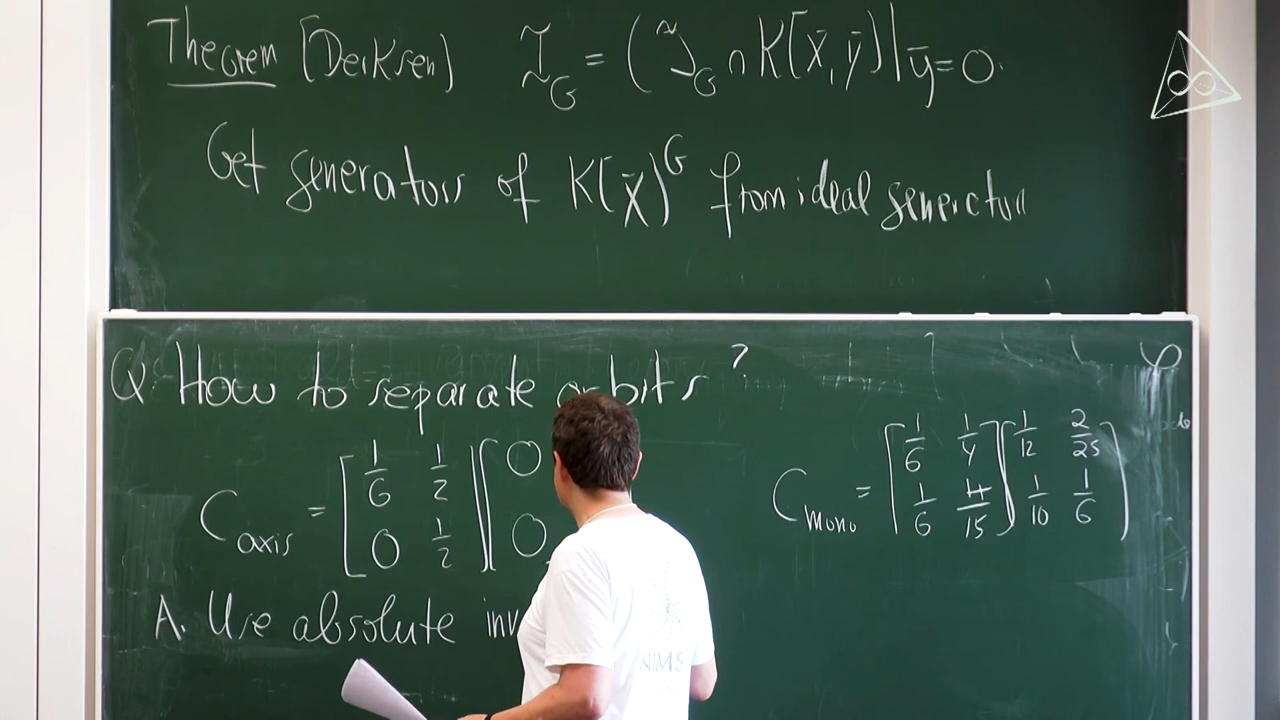 Theorem [Derksen] Ĩ_G = (J̃_G ∩ K[x̄, ȳ])|ȳ=0.
Get generators of K[x̄]^G from ideal generators
Q: How to separate orbits ?
C_axis = [1/6 1/2 0 1/2][0 0
C_mono = [1/6 1/4 1/6 4/15][1/12 2/25 1/10 1/6]
A. Use absolute inv
NIMS